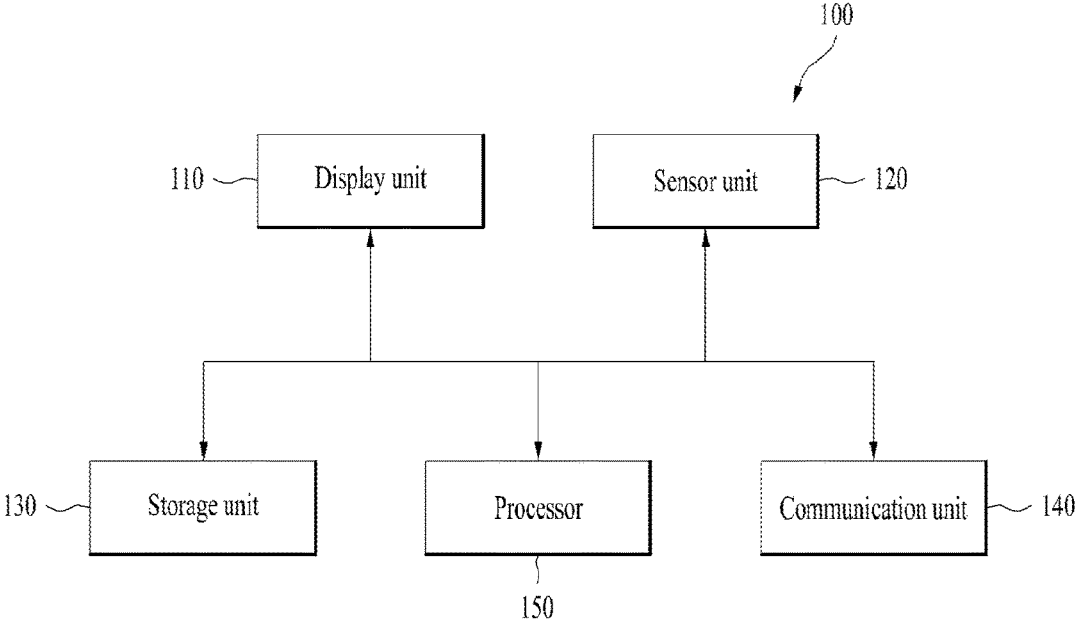 100
110
Display unit
Sensor unit
120
130
Storage unit
Processor
Communication unit
140
150